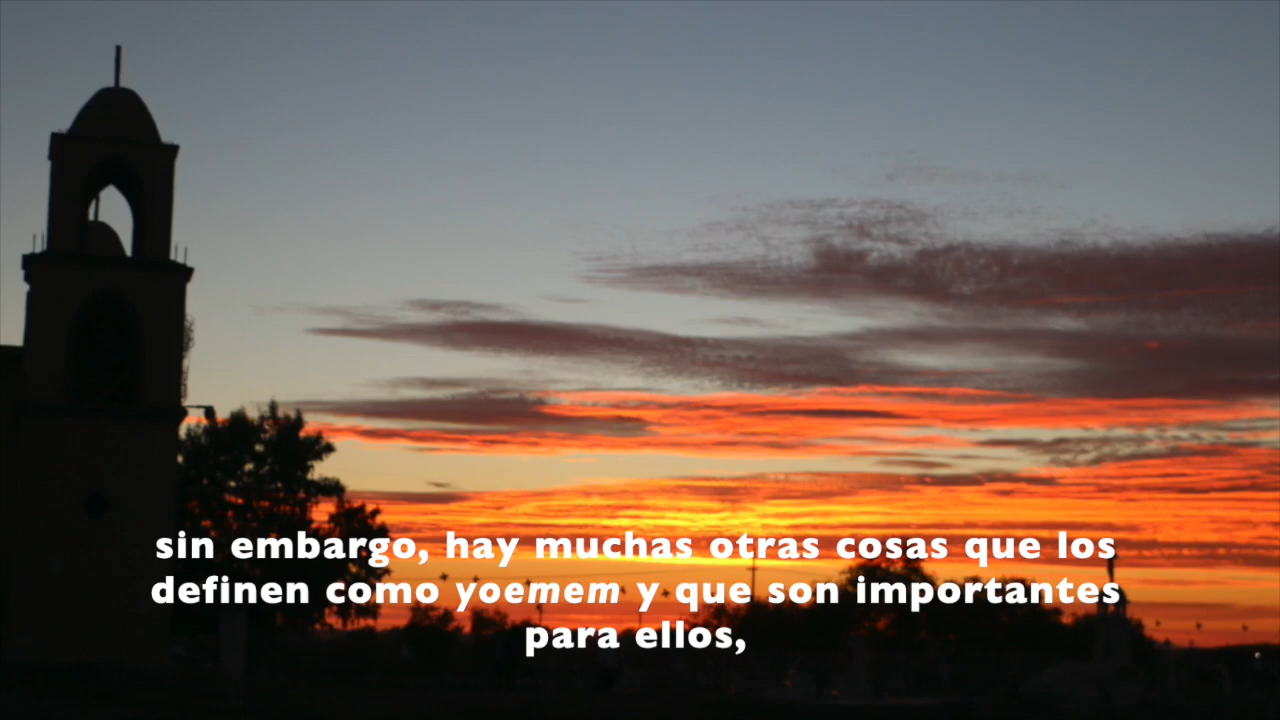 sin embargo, hay muchas otras cosas que los
definen como yoemem y que son importantes
para ellos,